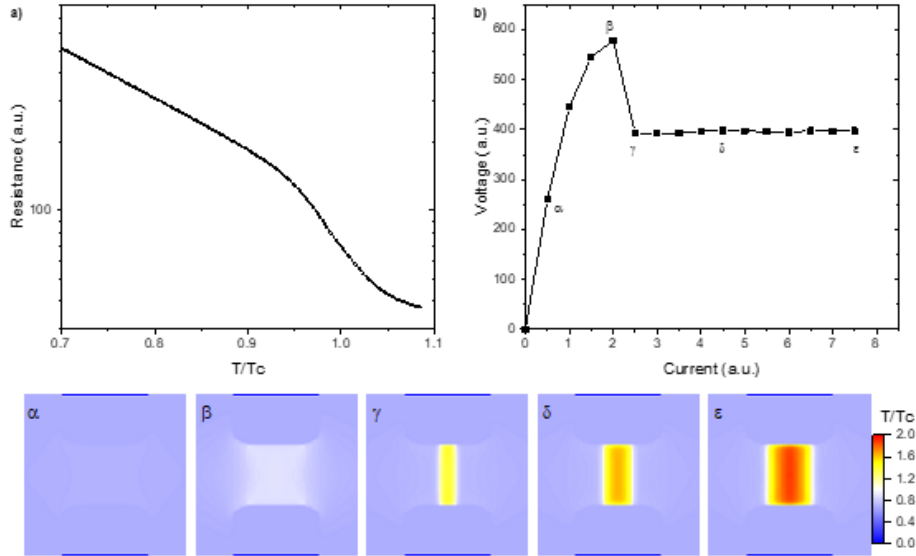 a)
Resistance (a.u.)
100
0.7 0.8 0.9 1.0 1.1
T/Tc
b)
Voltage (a.u.)
600
500
400
300
200
100
0
α
β
γ
δ
ε
0 1 2 3 4 5 6 7 8
Current (a.u.)
α
β
γ
δ
ε
T/Tc
2.0
1.6
1.2
0.8
0.4
0.0